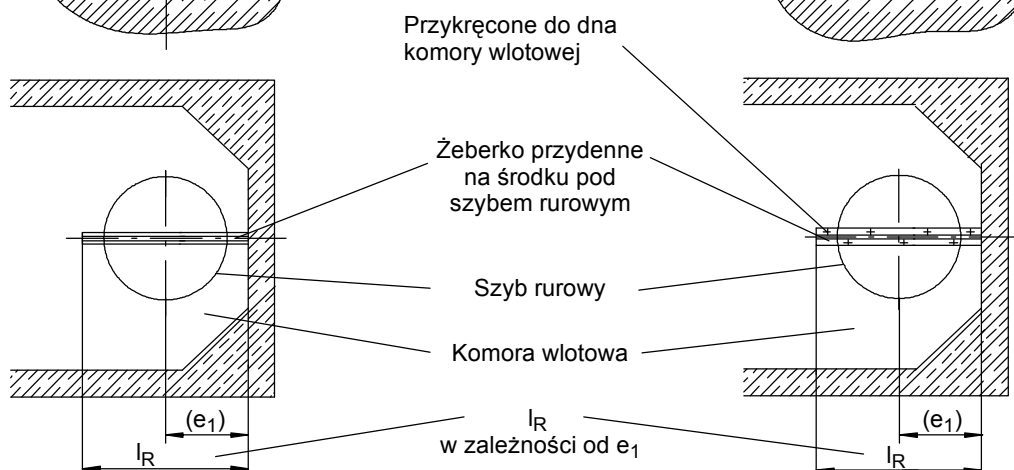 Przykręcone do dna
komory wlotowej
Żeberko przydenne
na środku pod
szybem rurowym
Szyb rurowy
Komora wlotowa
(e1)
lR
w zależności od e1
(e1)
lR
lR